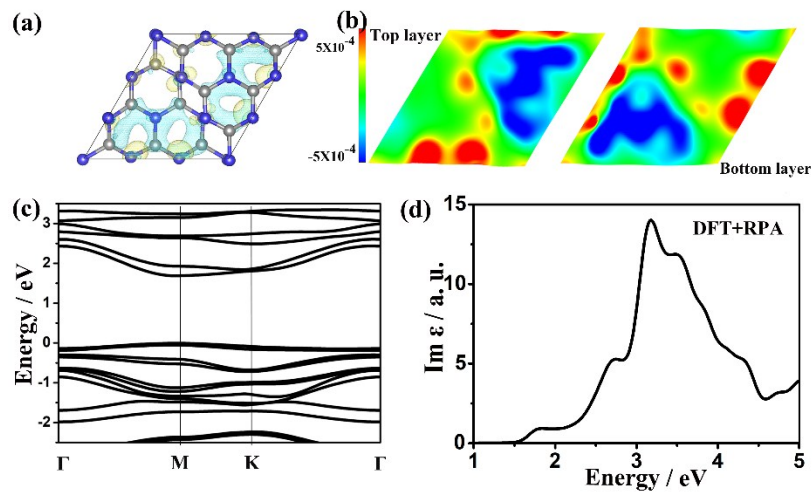 (a)
(b)
5X10⁻⁴
Top layer
-5X10⁻⁴
Bottom layer
(c)
Energy / eV
3
2
1
0
-1
-2
Γ M K Γ
(d)
DFT+RPA
Im ε / a. u.
15
10
5
0
1 2 3 4 5
Energy / eV